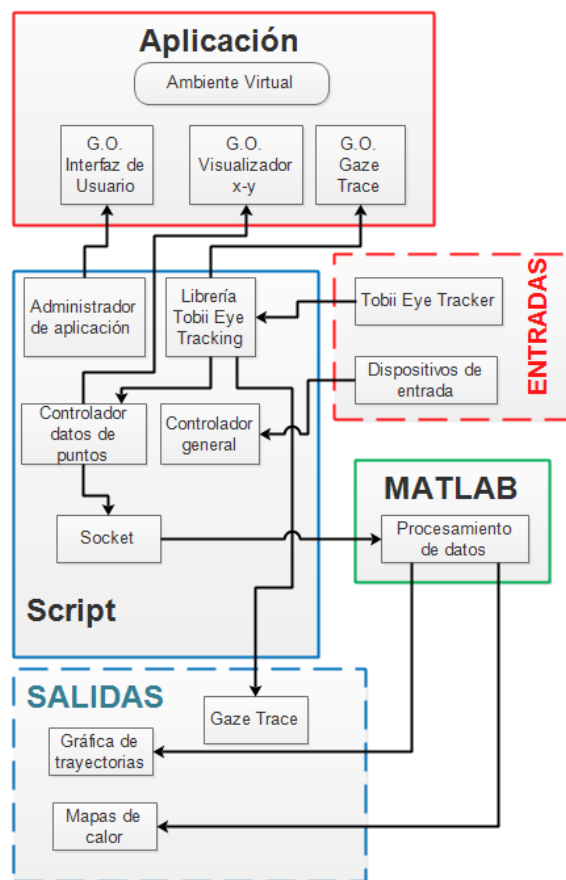 Aplicación
Ambiente Virtual
G.O.
Interfaz de
Usuario
G.O.
Visualizador
x-y
G.O.
Gaze
Trace
Administrador
de aplicación
Librería
Tobii Eye
Tracking
ENTRADAS
Tobii Eye Tracker
Dispositivos de
entrada
Controlador
datos de
puntos
Controlador
general
MATLAB
Procesamiento
de datos
Socket
Script
SALIDAS
Gaze Trace
Gráfica de
trayectorias
Mapas de
calor